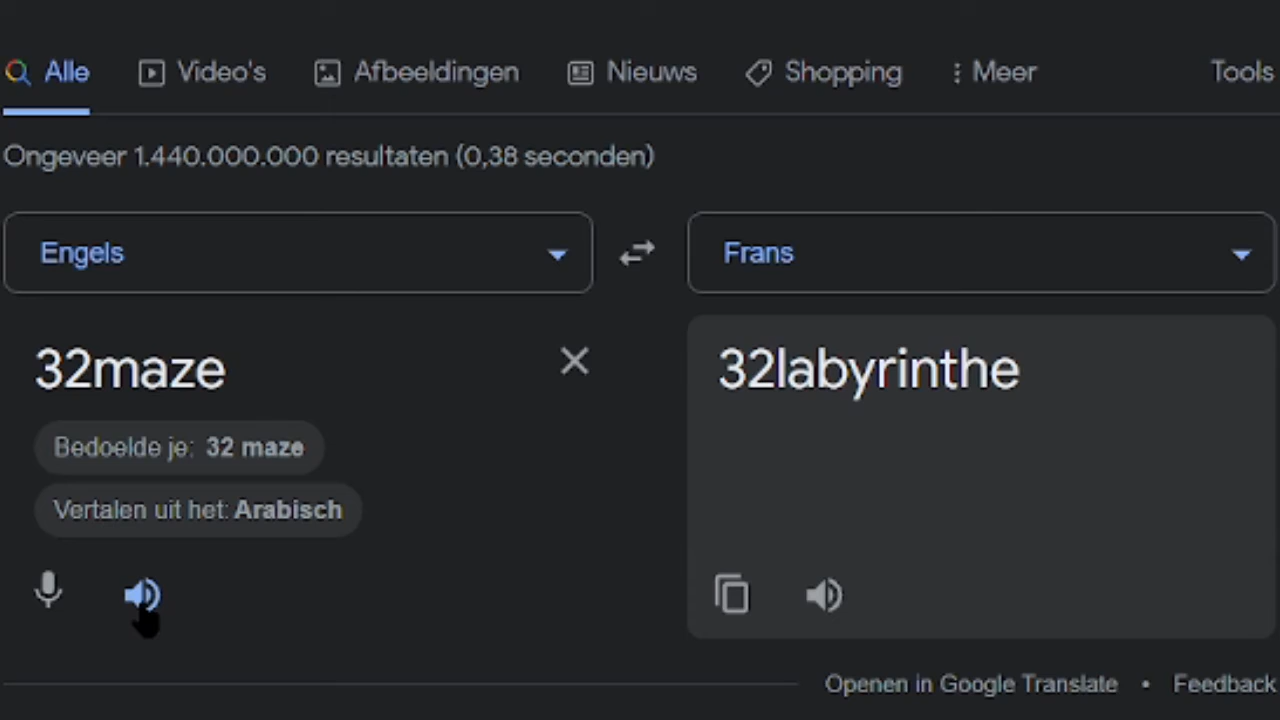 Alle Video's Afbeeldingen Nieuws Shopping Meer Tools
Ongeveer 1.440.000.000 resultaten (0,38 seconden)
Engels Frans
32maze 32labyrinthe
Bedoelde je: 32 maze
Vertalen uit het: Arabisch
Openen in Google Translate • Feedback